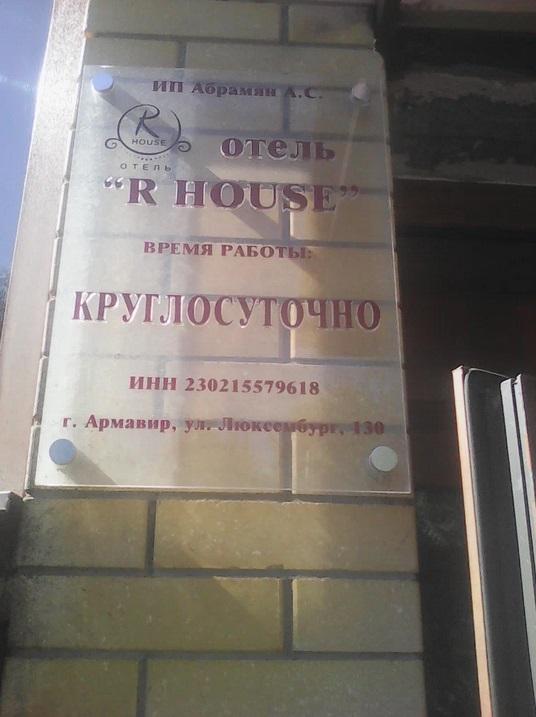 ИП Абрамян А.С.
R
HOUSE
ОТЕЛЬ
отель
“R HOUSE”
ВРЕМЯ РАБОТЫ:
КРУГЛОСУТОЧНО
ИНН 230215579618
г. Армавир, ул. Люксембург, 130